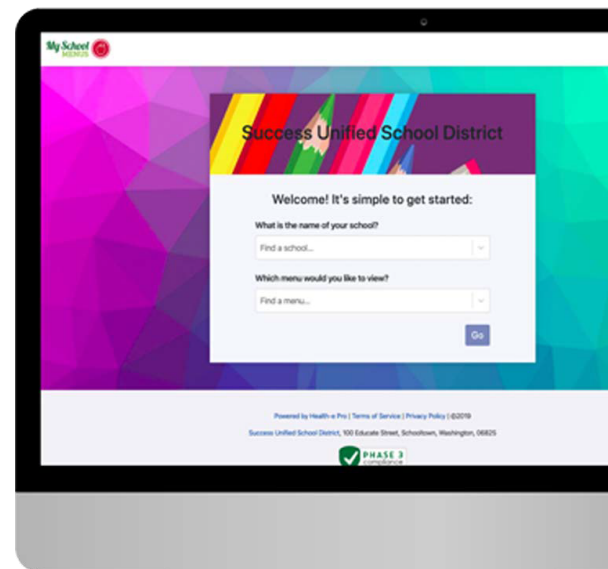 My School
MENUS
Success Unified School District
Welcome! It's simple to get started:
What is the name of your school?
Find a school...
Which menu would you like to view?
Find a menu...
Go
Powered by Health-e Pro | Terms of Service | Privacy Policy | ©2019
Success Unified School District, 100 Educate Street, Schooltown, Washington, 06825
PHASE 3
compliance